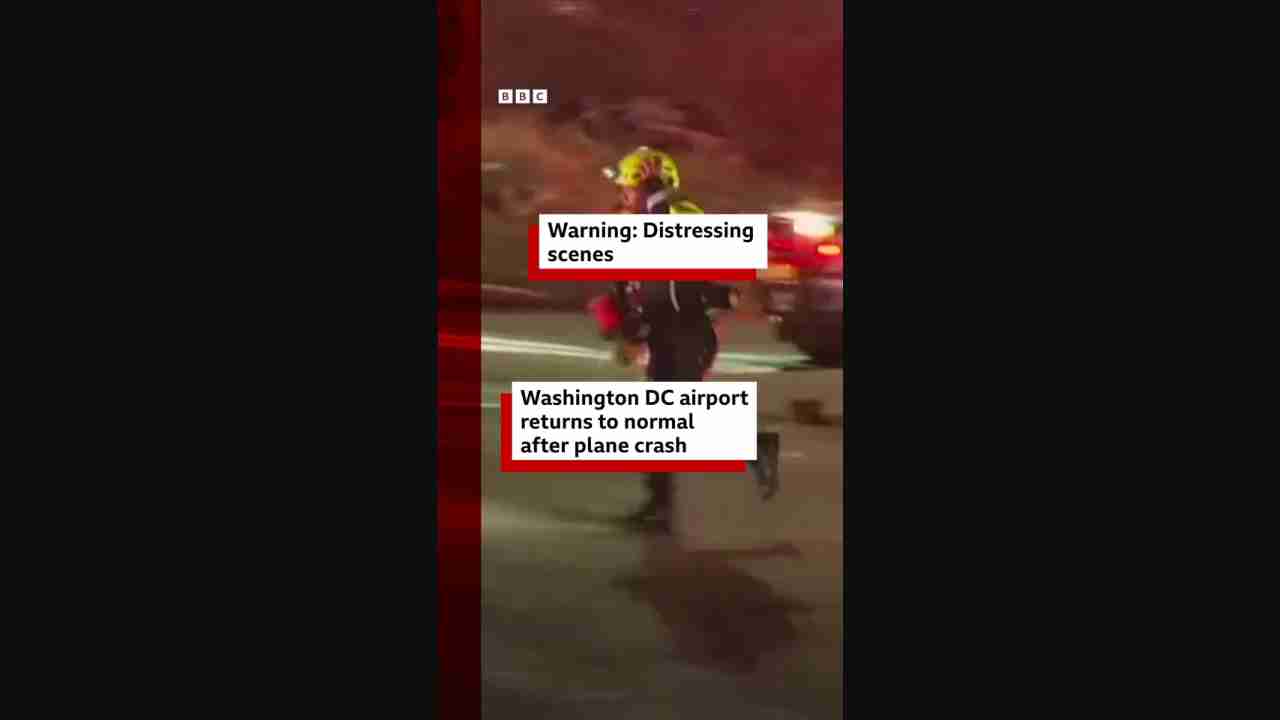 BBC
Warning: Distressing
scenes
Washington DC airport
returns to normal
after plane crash